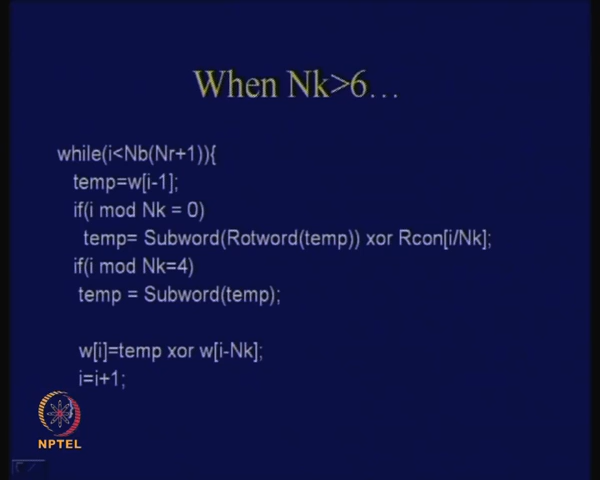 When Nk>6…
while(i<Nb(Nr+1)){
temp=w[i-1];
if(i mod Nk = 0)
temp= Subword(Rotword(temp)) xor Rcon[i/Nk];
if(i mod Nk=4)
temp = Subword(temp);
w[i]=temp xor w[i-Nk];
i=i+1;
NPTEL